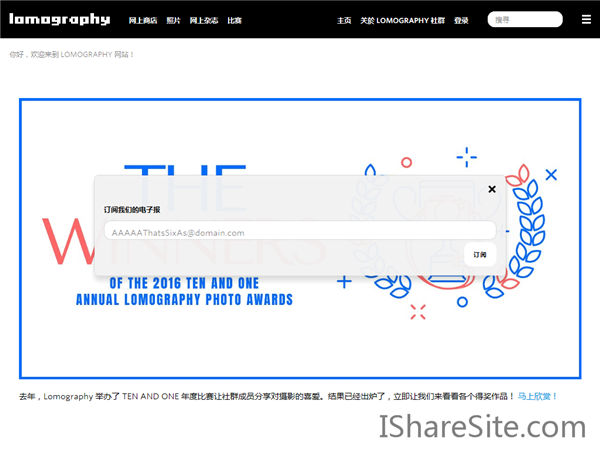 lomography 网上商店 照片 网上杂志 比赛 主页 关於 LOMOGRAPHY 社群 登录 搜寻
你好，欢迎来到 LOMOGRAPHY 网站！
THE
订阅我们的电子报
AAAAAThatsSixAs@domain.com
WINNERS
订阅
OF THE 2016 TEN AND ONE
ANNUAL LOMOGRAPHY PHOTO AWARDS
去年，Lomography 举办了 TEN AND ONE 年度比赛让社群成员分享对摄影的喜爱。结果已经出炉了，立即让我们来看看各个得奖作品！ 马上欣赏！
IShareSite.com